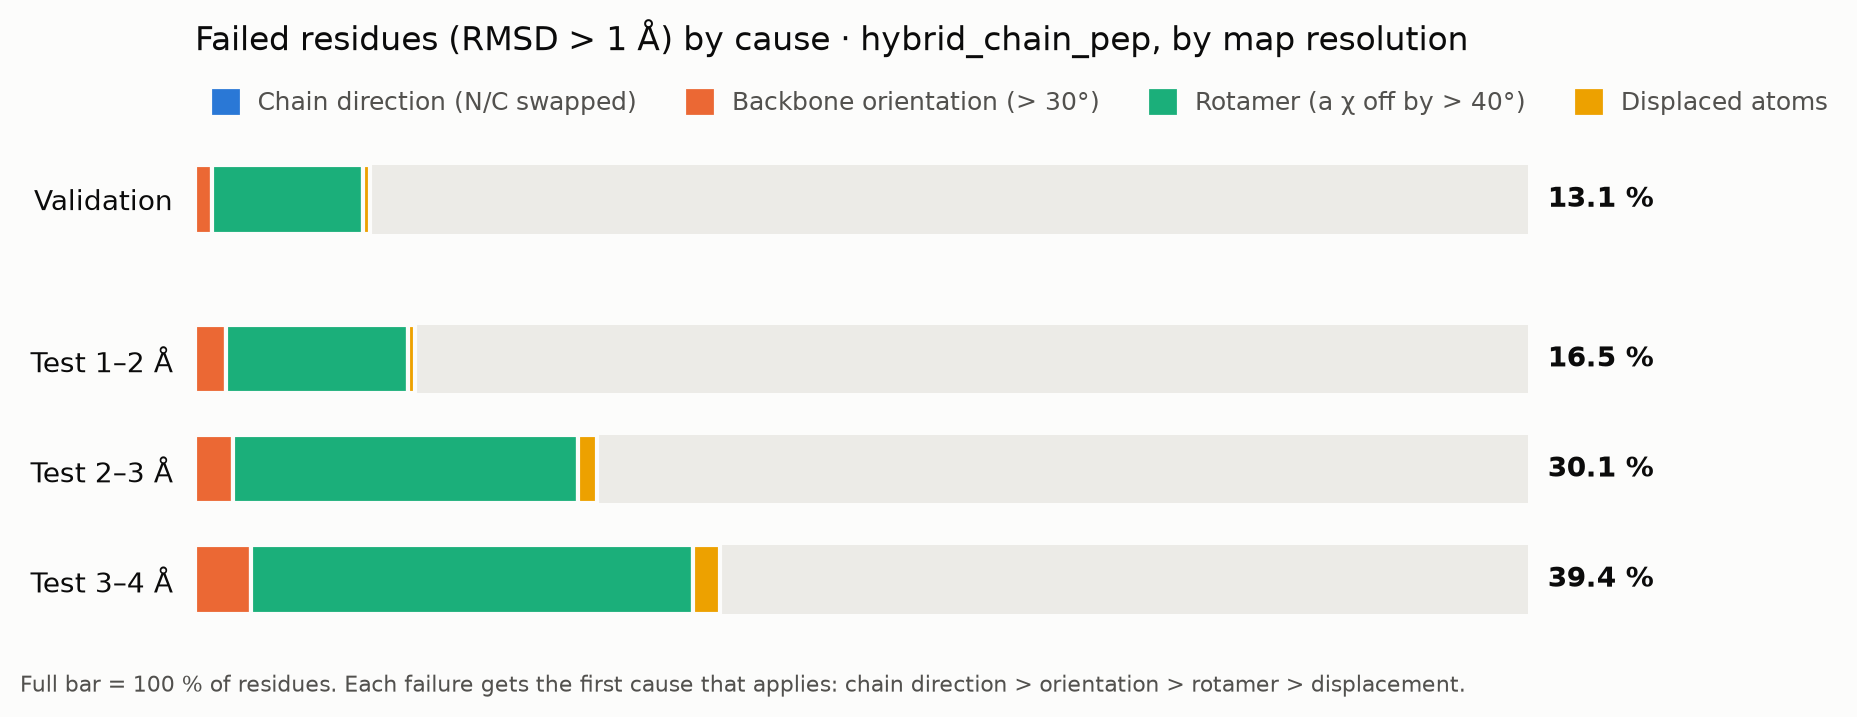 Failed residues (RMSD > 1 Å) by cause · hybrid_chain_pep, by map resolution
Chain direction (N/C swapped) Backbone orientation (> 30°) Rotamer (a χ off by > 40°) Displaced atoms
Validation 13.1 %
Test 1–2 Å 16.5 %
Test 2–3 Å 30.1 %
Test 3–4 Å 39.4 %
Full bar = 100 % of residues. Each failure gets the first cause that applies: chain direction > orientation > rotamer > displacement.